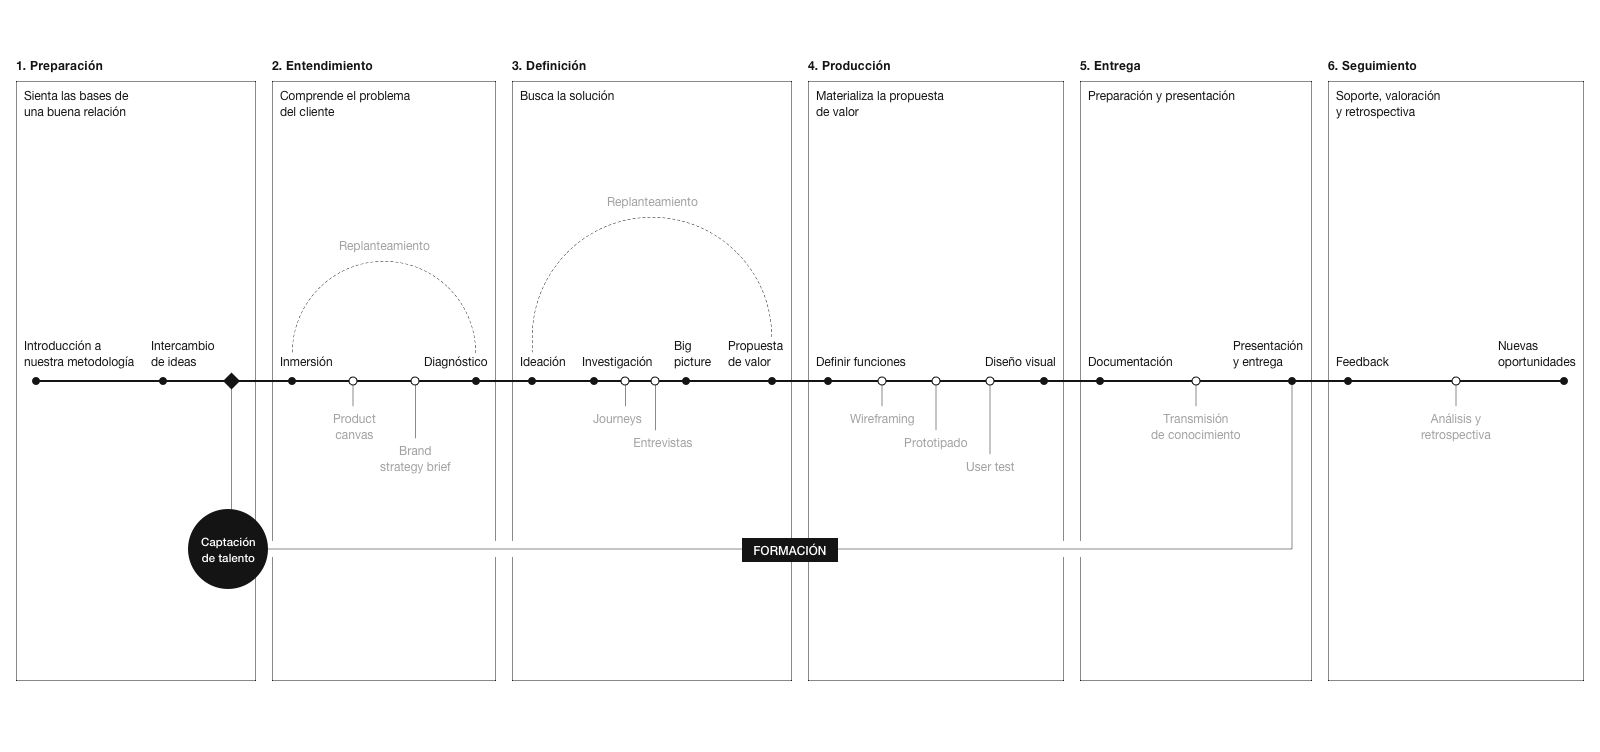 1. Preparación
Sienta las bases de
una buena relación
Introducción a
nuestra metodología
Intercambio
de ideas
Captación
de talento
2. Entendimiento
Comprende el problema
del cliente
Replanteamiento
Inmersión
Diagnóstico
Product
canvas
Brand
strategy brief
3. Definición
Busca la solución
Replanteamiento
Ideación
Investigación
Big
picture
Propuesta
de valor
Journeys
Entrevistas
FORMACIÓN
4. Producción
Materializa la propuesta
de valor
Definir funciones
Diseño visual
Wireframing
Prototipado
User test
5. Entrega
Preparación y presentación
Documentación
Presentación
y entrega
Transmisión
de conocimiento
6. Seguimiento
Soporte, valoración
y retrospectiva
Feedback
Nuevas
oportunidades
Análisis y
retrospectiva